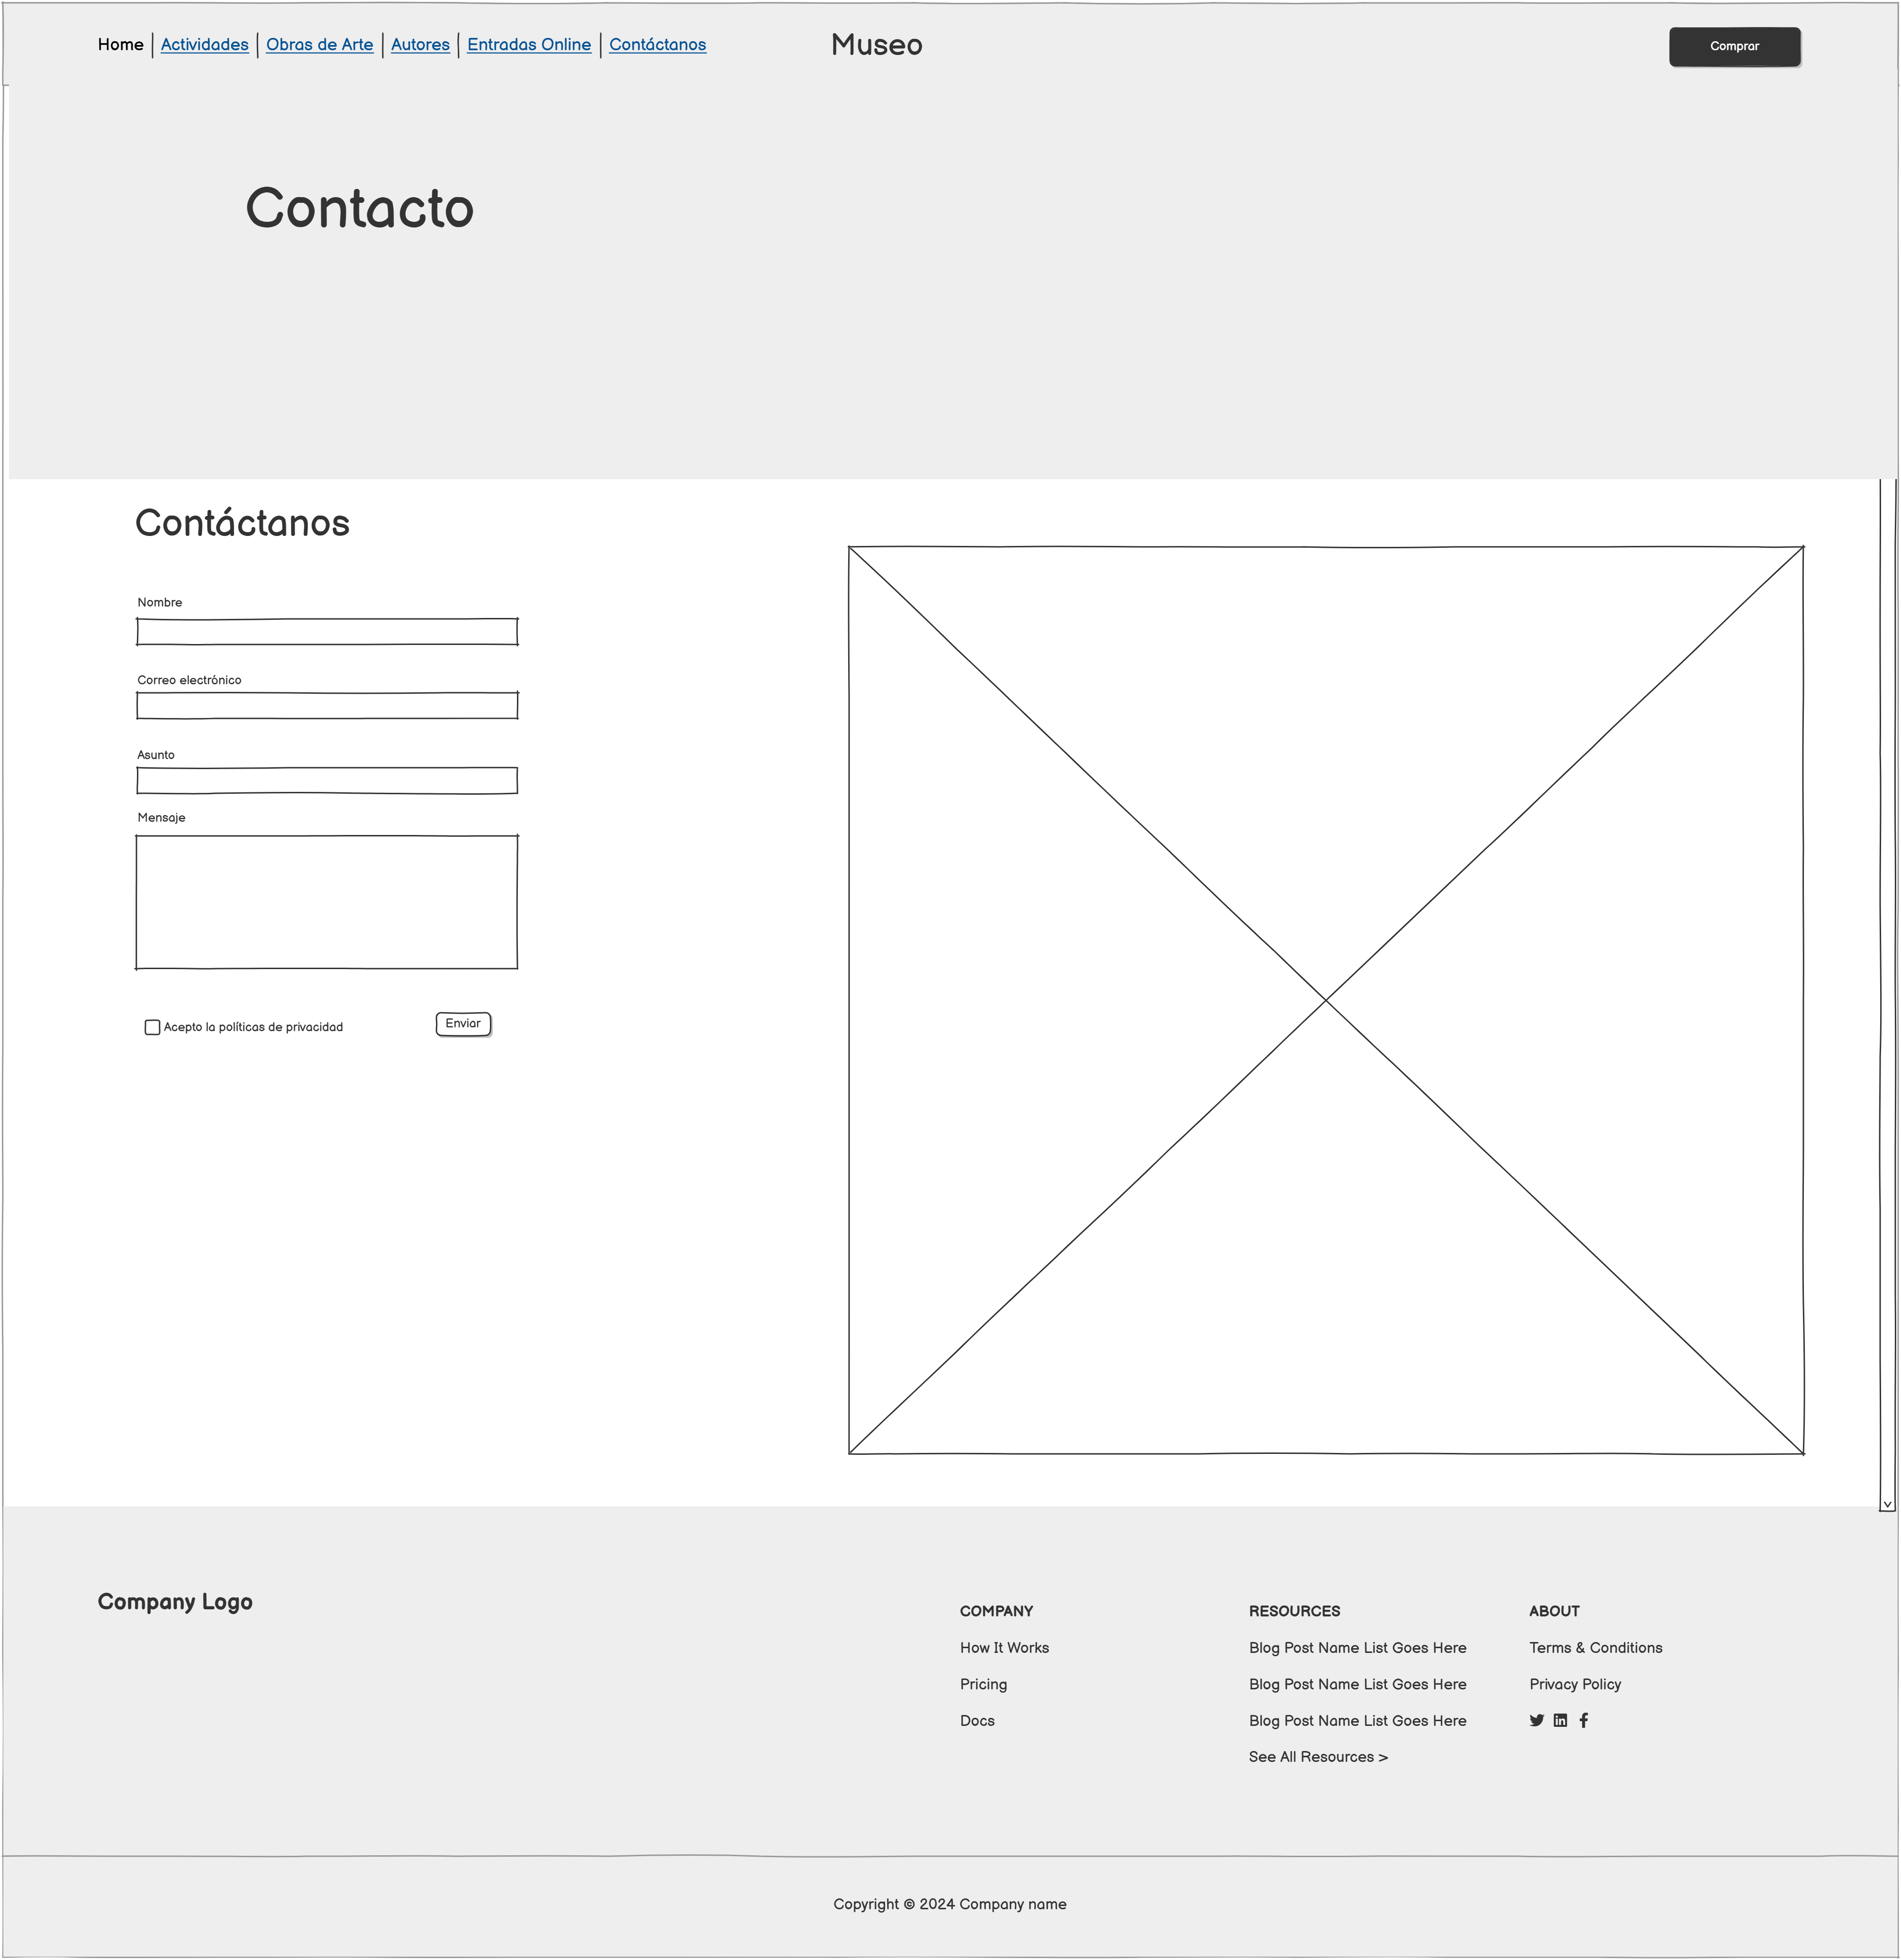 Home Actividades Obras de Arte Autores Entradas Online Contáctanos Museo Comprar
Contacto
Contáctanos
Nombre
Correo electrónico
Asunto
Mensaje
Acepto la políticas de privacidad Enviar
Company Logo
COMPANY
How It Works
Pricing
Docs
RESOURCES
Blog Post Name List Goes Here
Blog Post Name List Goes Here
Blog Post Name List Goes Here
See All Resources >
ABOUT
Terms & Conditions
Privacy Policy
Copyright © 2024 Company name